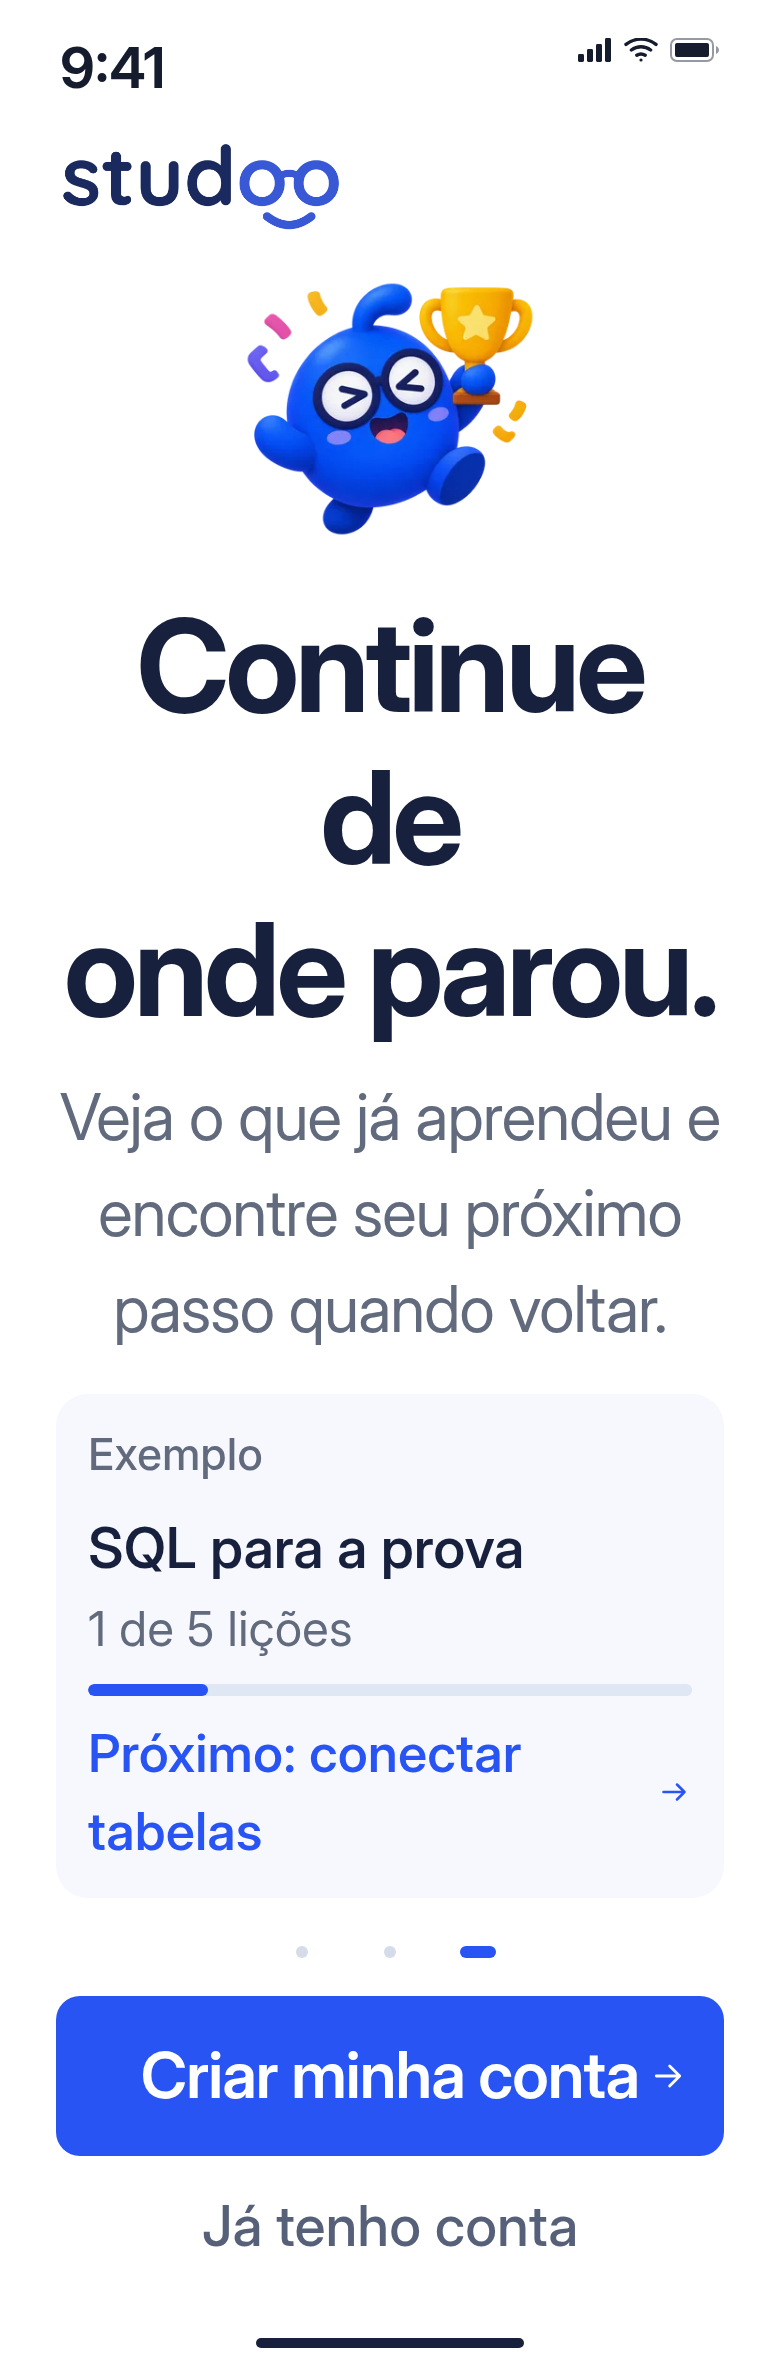 9:41
studoo
Continue
de
onde parou.
Veja o que já aprendeu e
encontre seu próximo
passo quando voltar.
Exemplo
SQL para a prova
1 de 5 lições
Próximo: conectar
tabelas
Criar minha conta
Já tenho conta